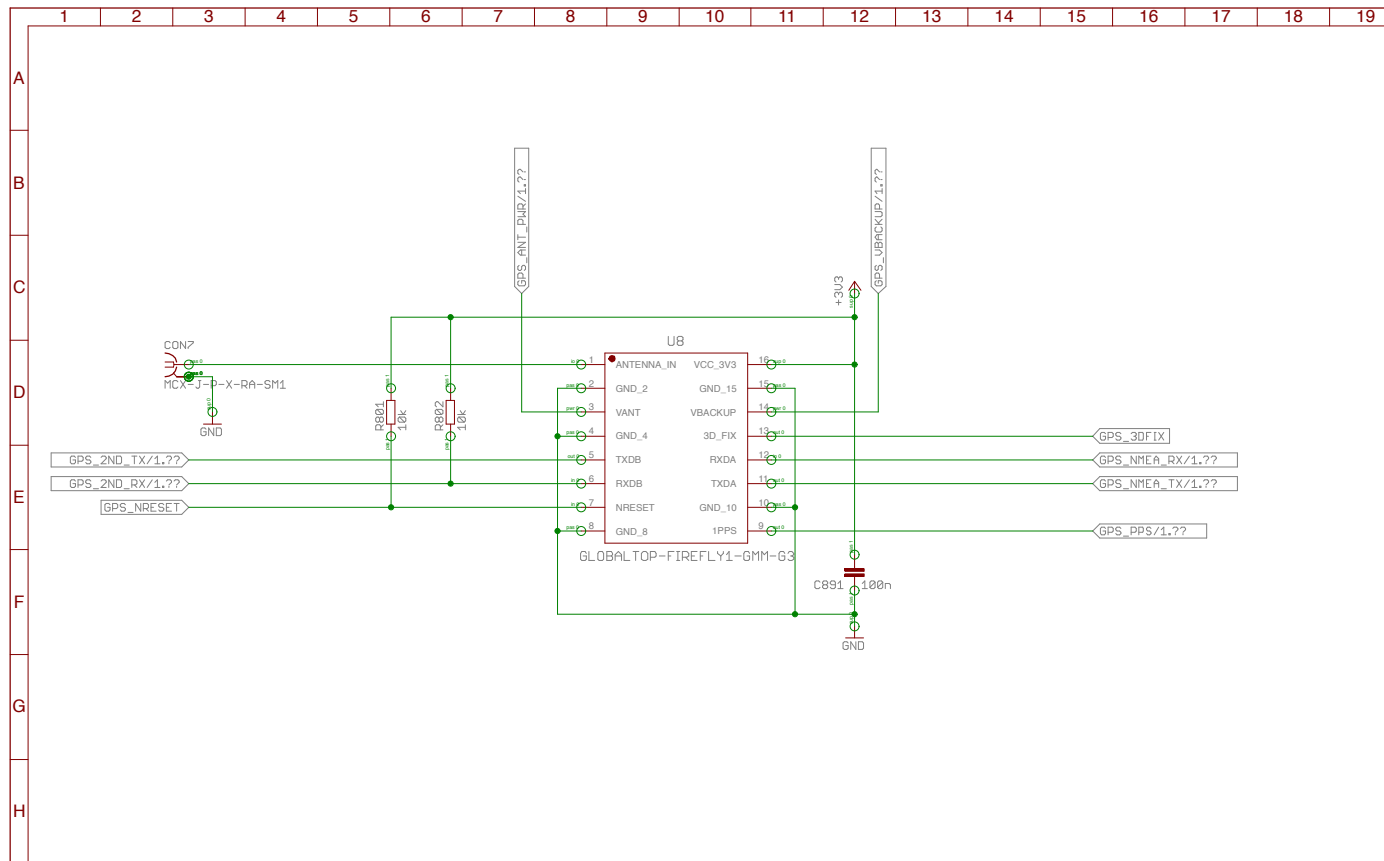 1 2 3 4 5 6 7 8 9 10 11 12 13 14 15 16 17 18 19
A
B
GPS_ANT_PWR/1.??
GPS_VBACKUP/1.??
C
+3V3
CON7
MCX-J-P-X-RA-SM1
GND
D
R801
10k
R802
10k
U8
1 ANTENNA_IN VCC_3V3 16
2 GND_2 GND_15 15
3 VANT VBACKUP 14
4 GND_4 3D_FIX 13
GPS_3DFIX
GPS_2ND_TX/1.??
5 TXDB RXDA 12
GPS_NMEA_RX/1.??
E
GPS_2ND_RX/1.??
6 RXDB TXDA 11
GPS_NMEA_TX/1.??
GPS_NRESET
7 NRESET GND_10 10
8 GND_8 1PPS 9
GPS_PPS/1.??
GLOBALTOP-FIREFLY1-GMM-G3
F
C891 100n
GND
G
H